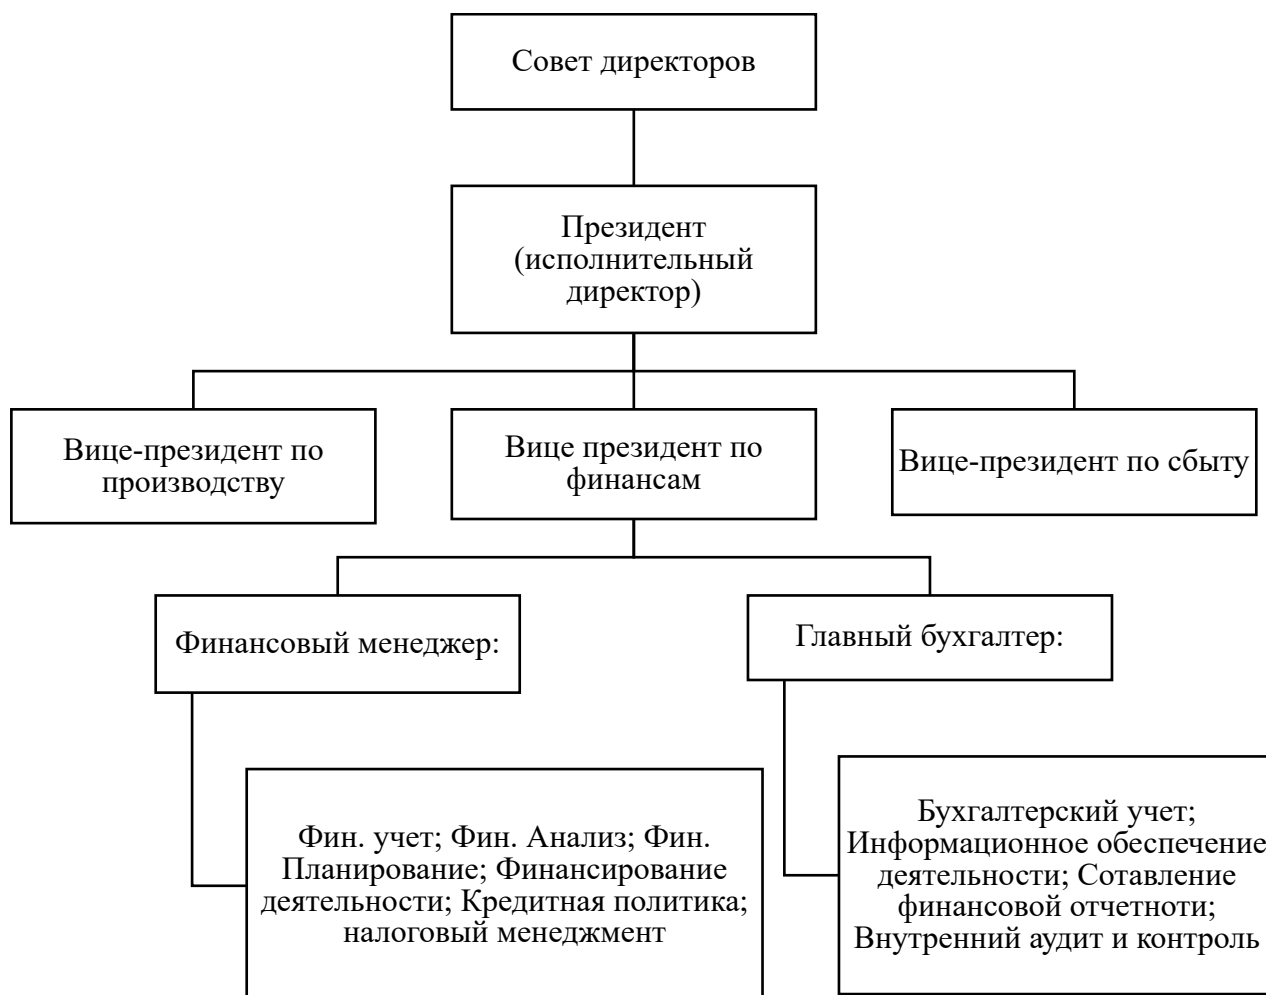 Совет директоров
Президент
(исполнительный
директор)
Вице-президент по
производству
Вице президент по
финансам
Вице-президент по сбыту
Финансовый менеджер:
Главный бухгалтер:
Фин. учет; Фин. Анализ; Фин.
Планирование; Финансирование
деятельности; Кредитная политика;
налоговый менеджмент
Бухгалтерский учет;
Информационное обеспечение
деятельности; Сотавление
финансовой отчетноти;
Внутренний аудит и контроль